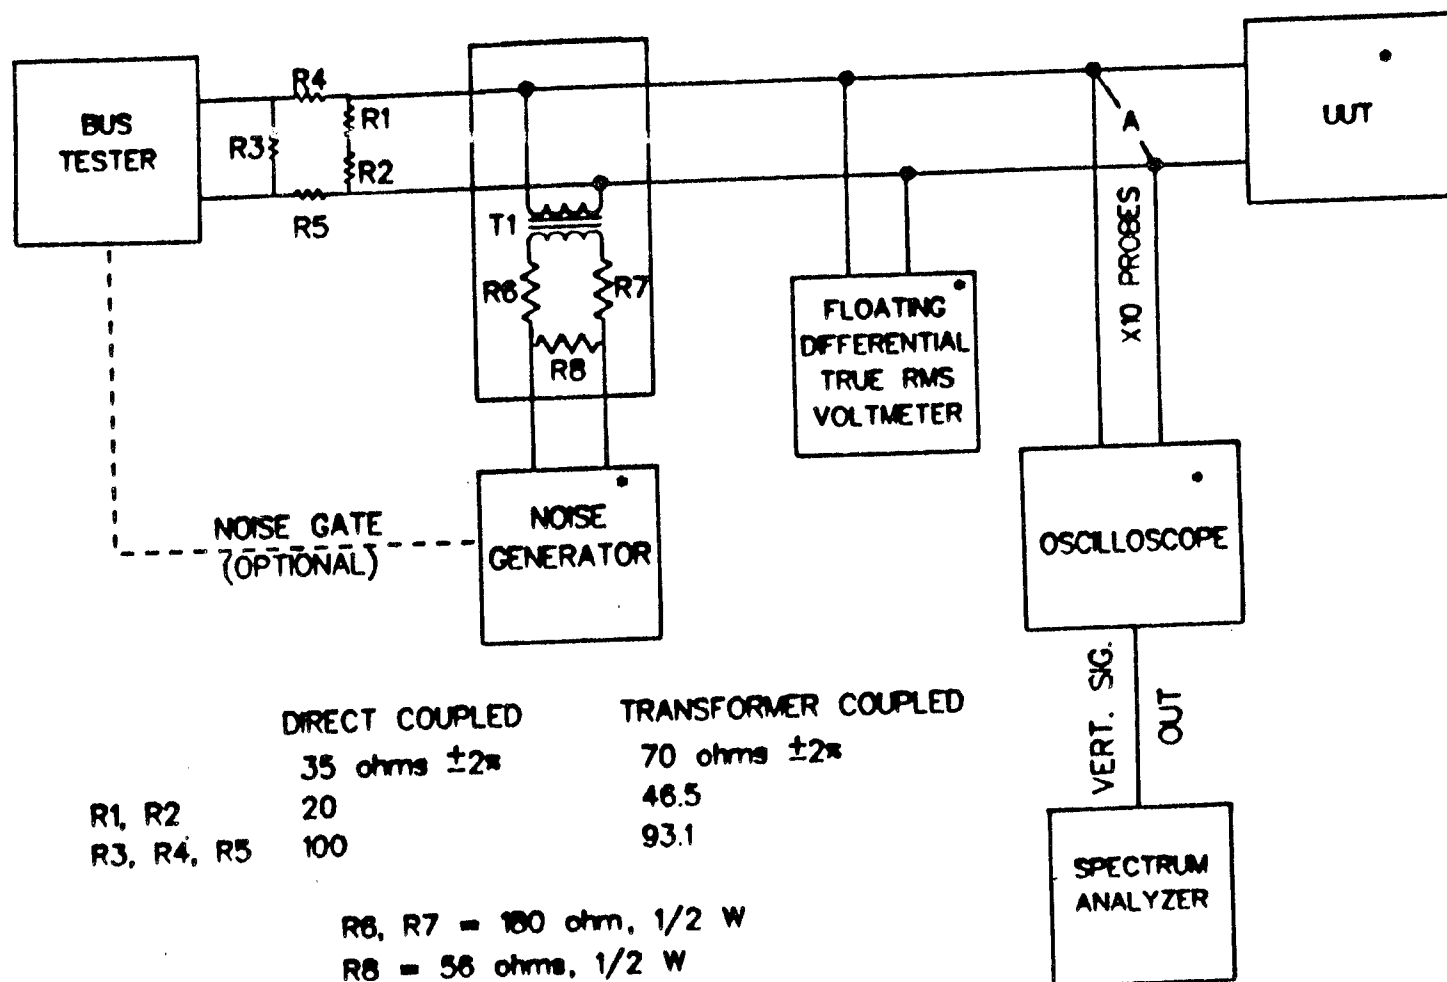 BUS
TESTER
R4
R3
R1
R2
R5
T1
R6
R7
R8
A
UUT
X10 PROBES
FLOATING
DIFFERENTIAL
TRUE RMS
VOLTMETER
NOISE GATE
(OPTIONAL)
NOISE
GENERATOR
OSCILLOSCOPE
VERT. SIG.
OUT
SPECTRUM
ANALYZER
DIRECT COUPLED TRANSFORMER COUPLED
35 ohms ±2% 70 ohms ±2%
R1, R2 20 46.5
R3, R4, R5 100 93.1
R6, R7 = 180 ohm, 1/2 W
R8 = 56 ohms, 1/2 W